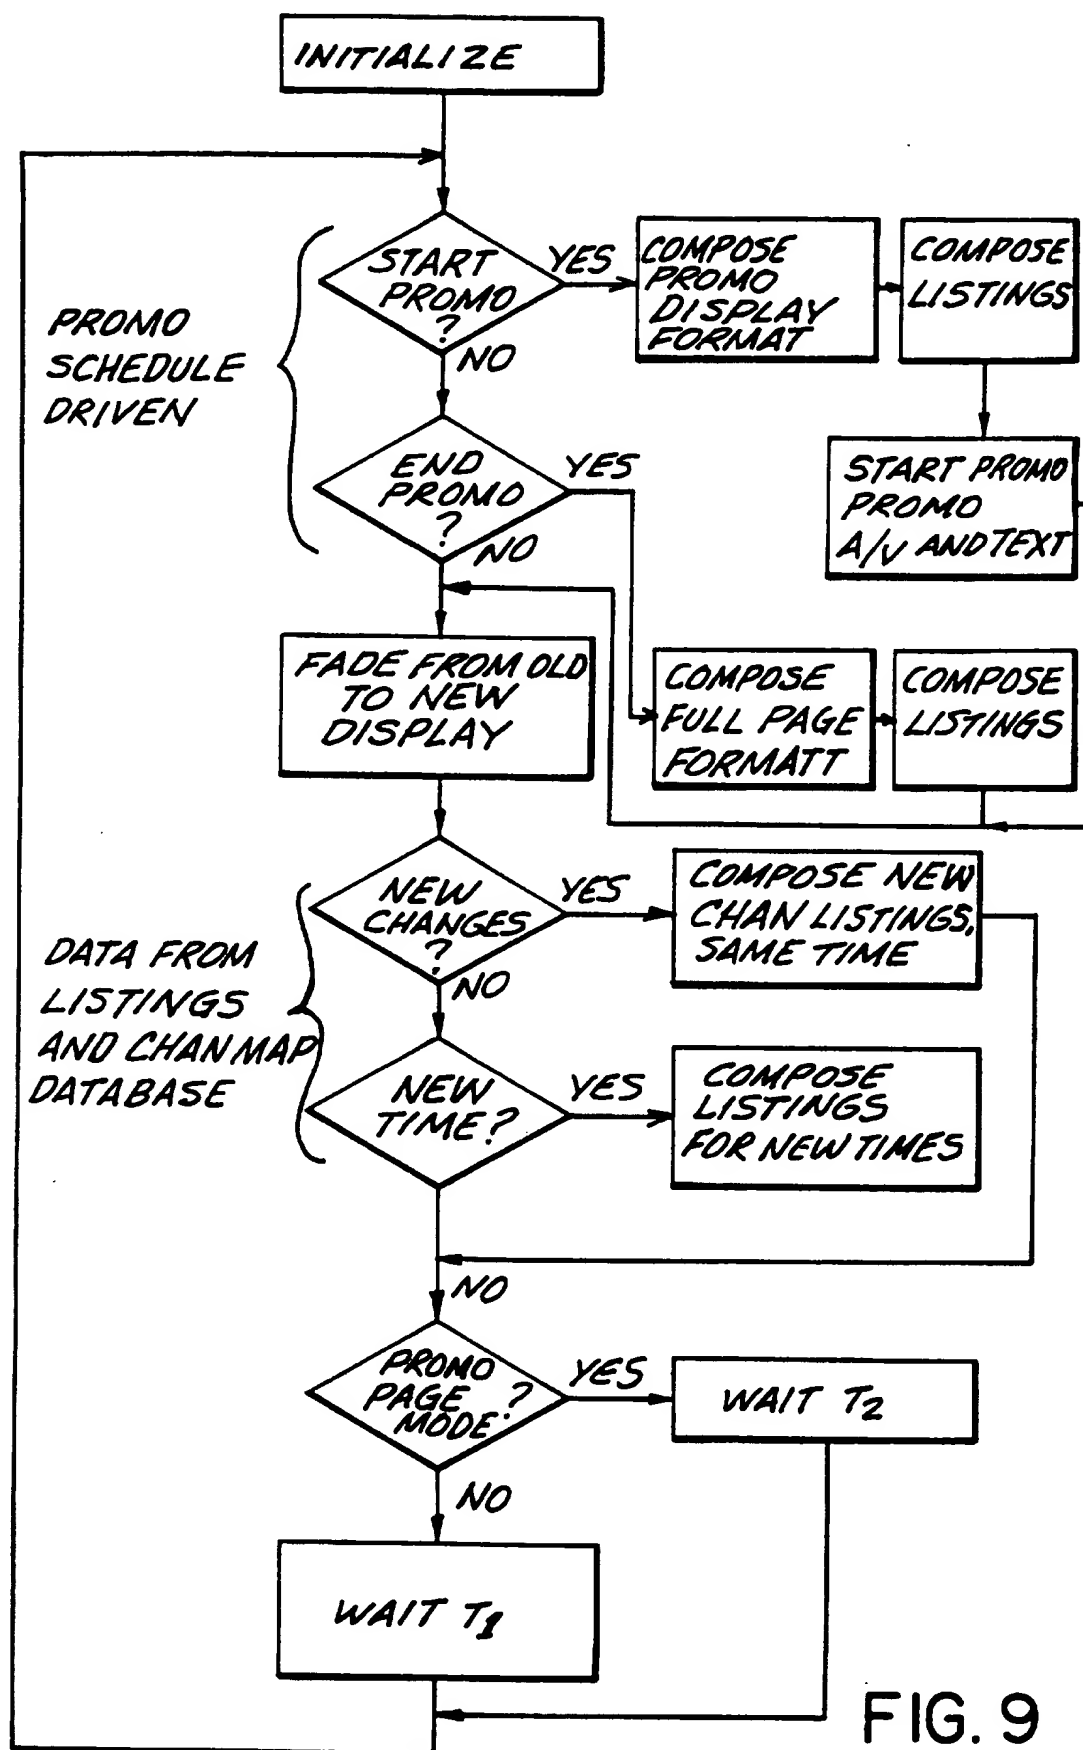 INITIALIZE
START
PROMO
?
YES
NO
COMPOSE
PROMO
DISPLAY
FORMAT
COMPOSE
LISTINGS
PROMO
SCHEDULE
DRIVEN
END
PROMO
?
YES
NO
START PROMO
PROMO
A/V AND TEXT
FADE FROM OLD
TO NEW
DISPLAY
COMPOSE
FULL PAGE
FORMATT
COMPOSE
LISTINGS
NEW
CHANGES
?
YES
NO
COMPOSE NEW
CHAN LISTINGS,
SAME TIME
DATA FROM
LISTINGS
AND CHAN MAP
DATABASE
NEW
TIME?
YES
COMPOSE
LISTINGS
FOR NEW TIMES
NO
PROMO
PAGE ?
MODE
YES
NO
WAIT T2
WAIT T1
FIG. 9